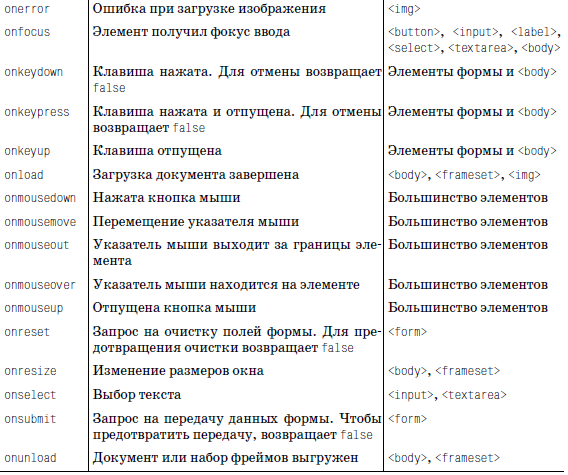 onerror Ошибка при загрузке изображения <img>
onfocus Элемент получил фокус ввода <button>, <input>, <label>,
<select>, <textarea>, <body>
onkeydown Клавиша нажата. Для отмены возвращает Элементы формы и <body>
false
onkeypress Клавиша нажата и отпущена. Для отмены Элементы формы и <body>
возвращает false
onkeyup Клавиша отпущена Элементы формы и <body>
onload Загрузка документа завершена <body>, <frameset>, <img>
onmousedown Нажата кнопка мыши Большинство элементов
onmousemove Перемещение указателя мыши Большинство элементов
onmouseout Указатель мыши выходит за границы эле- Большинство элементов
мента
onmouseover Указатель мыши находится на элементе Большинство элементов
onmouseup Отпущена кнопка мыши Большинство элементов
onreset Запрос на очистку полей формы. Для пре- <form>
дотвращения очистки возвращает false
onresize Изменение размеров окна <body>, <frameset>
onselect Выбор текста <input>, <textarea>
onsubmit Запрос на передачу данных формы. Чтобы <form>
предотвратить передачу, возвращает false
onunload Документ или набор фреймов выгружен <body>, <frameset>